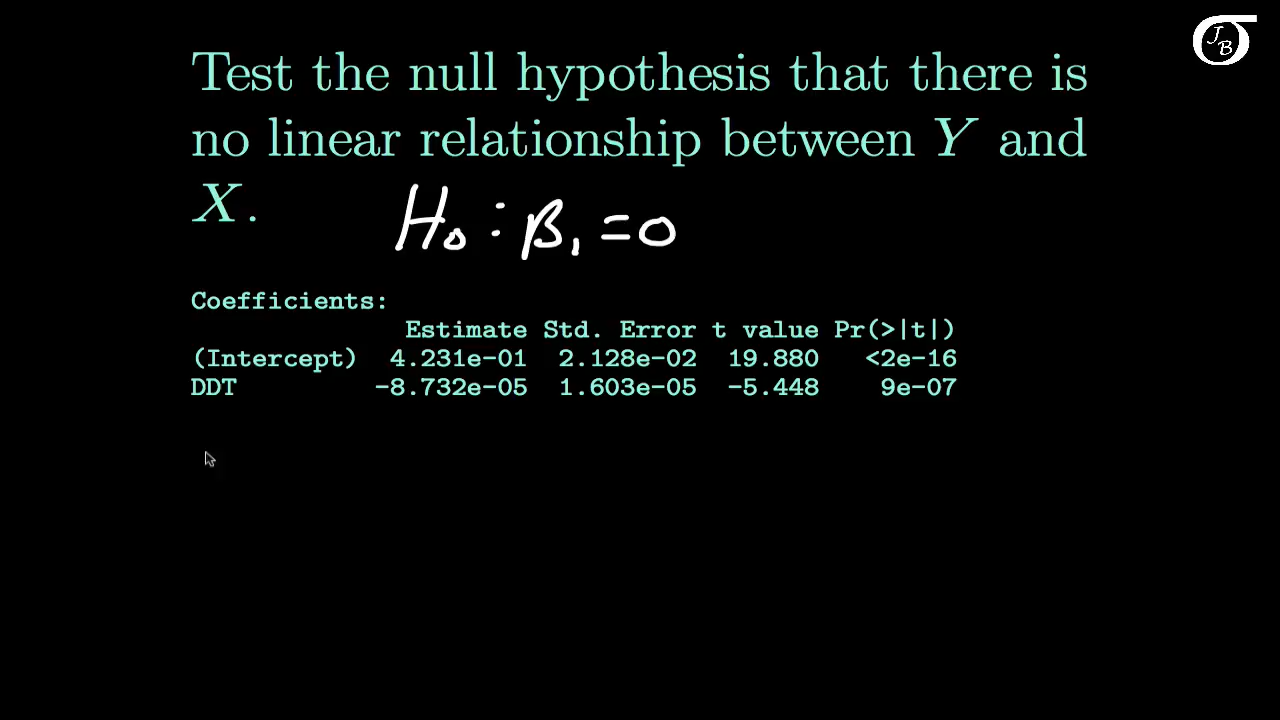 JB
Test the null hypothesis that there is
no linear relationship between Y and
X.
H₀ : β₁ = 0
Coefficients:
Estimate Std. Error t value Pr(>|t|)
(Intercept) 4.231e-01 2.128e-02 19.880 <2e-16
DDT -8.732e-05 1.603e-05 -5.448 9e-07